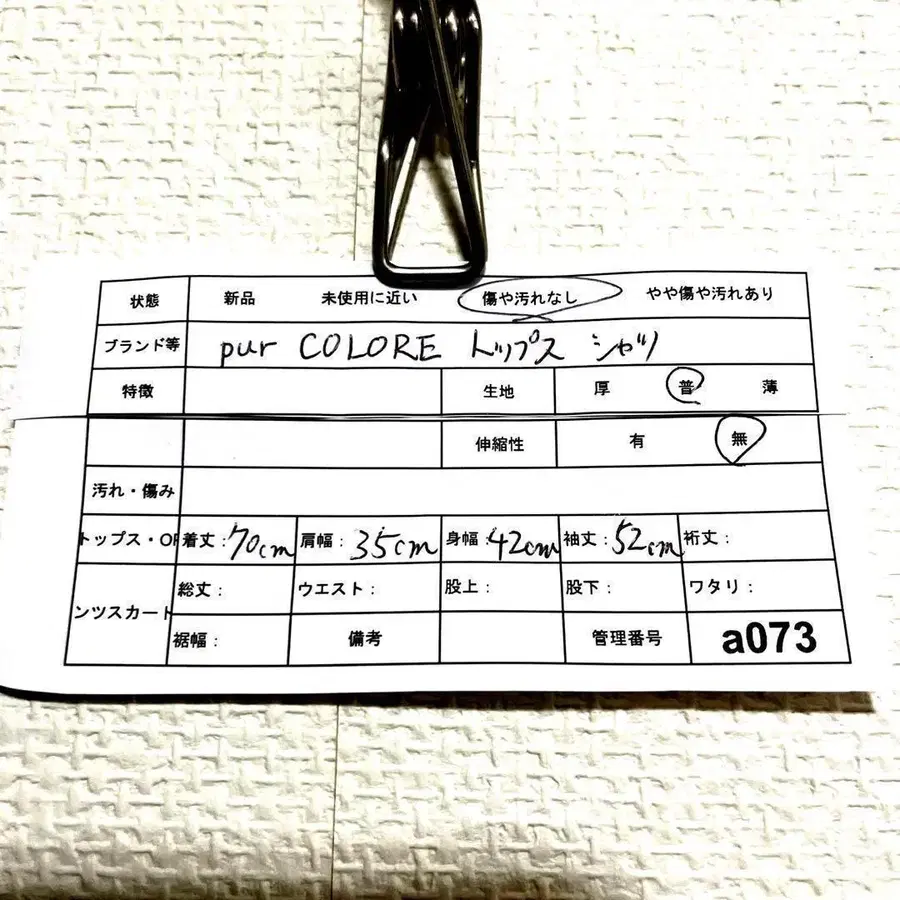 状態 新品 未使用に近い 傷や汚れなし やや傷や汚れあり
ブランド等 pur COLORE トップス シャツ
特徴 生地 厚 普 薄
伸縮性 有 無
汚れ・傷み
トップス・OP 着丈：70cm 肩幅：35cm 身幅：42cm 袖丈：52cm 裄丈：
ンツスカート 総丈： ウエスト： 股上： 股下： ワタリ：
裾幅： 備考 管理番号 a073